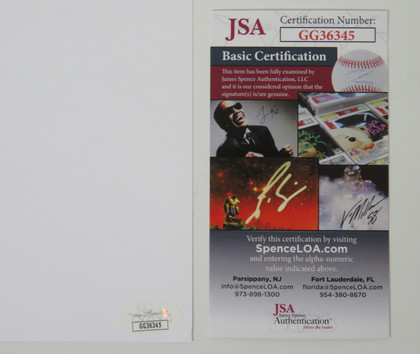 JSA
Certification Number:
GG36345
Basic Certification
This item has been fully examined by
James Spence Authentication, LLC
and it is our considered opinion that the
signature(s) is/are genuine.
Verify this certification by visiting
SpenceLOA.com
and entering the alpha-numeric
value indicated above.
Parsippany, NJ
info@SpenceLOA.com
973-898-1300
Fort Lauderdale, FL
florida@SpenceLOA.com
954-380-8670
JSA
James Spence
Authentication
GG36345